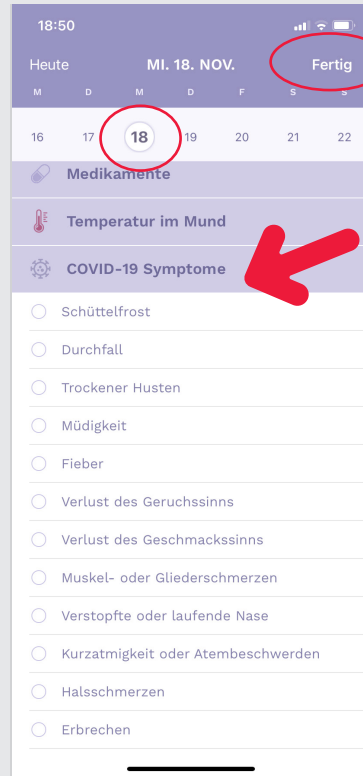 18:50
Heute MI. 18. NOV. Fertig
M D M D F S S
16 17 18 19 20 21 22
Medikamente
Temperatur im Mund
COVID-19 Symptome
Schüttelfrost
Durchfall
Trockener Husten
Müdigkeit
Fieber
Verlust des Geruchssinns
Verlust des Geschmackssinns
Muskel- oder Gliederschmerzen
Verstopfte oder laufende Nase
Kurzatmigkeit oder Atembeschwerden
Halsschmerzen
Erbrechen